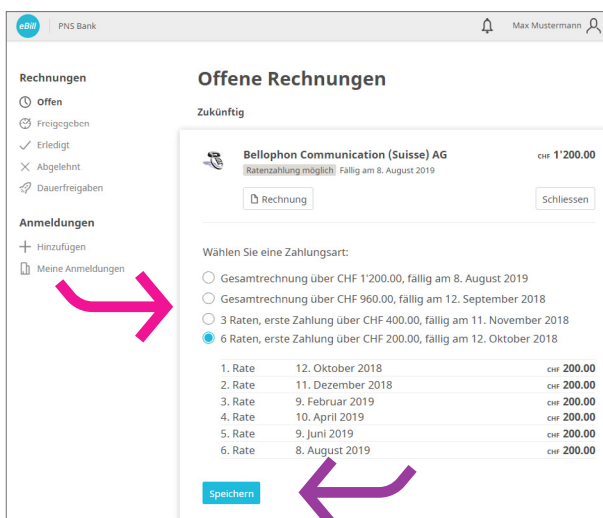 eBill PNS Bank Max Mustermann
Rechnungen
Offen
Freigegeben
Erledigt
Abgelehnt
Dauerfreigaben
Anmeldungen
Hinzufügen
Meine Anmeldungen
Offene Rechnungen
Zukünftig
Bellophon Communication (Suisse) AG CHF 1'200.00
Ratenzahlung möglich Fällig am 8. August 2019
Rechnung Schliessen
Wählen Sie eine Zahlungsart:
Gesamtrechnung über CHF 1'200.00, fällig am 8. August 2019
Gesamtrechnung über CHF 960.00, fällig am 12. September 2018
3 Raten, erste Zahlung über CHF 400.00, fällig am 11. November 2018
6 Raten, erste Zahlung über CHF 200.00, fällig am 12. Oktober 2018
1. Rate 12. Oktober 2018 CHF 200.00
2. Rate 11. Dezember 2018 CHF 200.00
3. Rate 9. Februar 2019 CHF 200.00
4. Rate 10. April 2019 CHF 200.00
5. Rate 9. Juni 2019 CHF 200.00
6. Rate 8. August 2019 CHF 200.00
Speichern